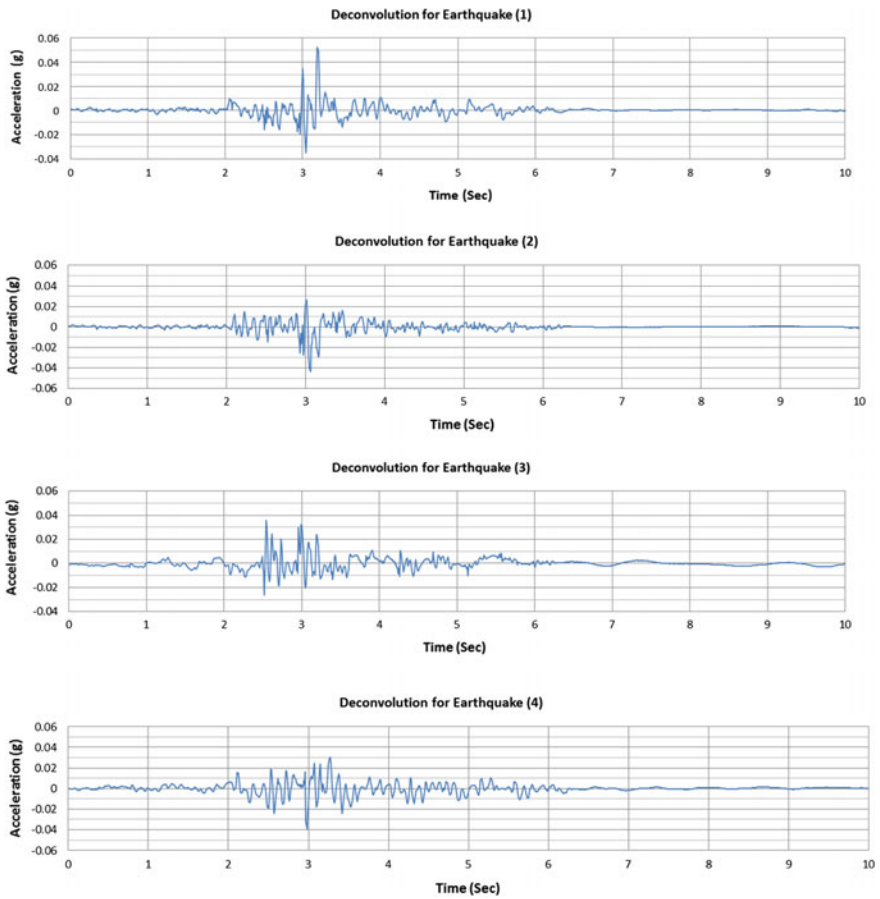 Deconvolution for Earthquake (1)
Acceleration (g)
0.06
0.04
0.02
0
-0.02
-0.04
0 1 2 3 4 5 6 7 8 9 10
Time (Sec)
Deconvolution for Earthquake (2)
Acceleration (g)
0.06
0.04
0.02
0
-0.02
-0.04
-0.06
0 1 2 3 4 5 6 7 8 9 10
Time (Sec)
Deconvolution for Earthquake (3)
Acceleration (g)
0.06
0.04
0.02
0
-0.02
-0.04
0 1 2 3 4 5 6 7 8 9 10
Time (Sec)
Deconvolution for Earthquake (4)
Acceleration (g)
0.06
0.04
0.02
0
-0.02
-0.04
-0.06
0 1 2 3 4 5 6 7 8 9 10
Time (Sec)